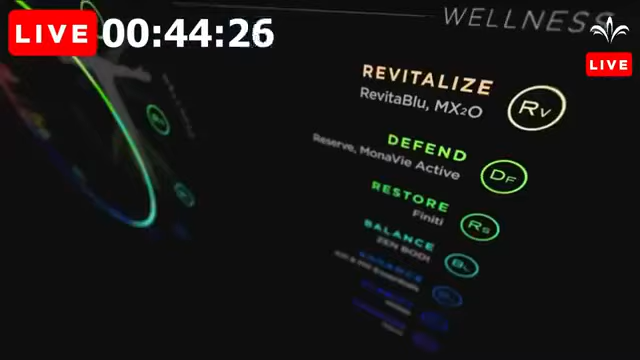 LIVE 00:44:26
WELLNESS
LIVE
REVITALIZE
RevitaBlu, MX2O
RV
DEFEND
Reserve, MonaVie Active
DF
RESTORE
Finiti
RS
BALANCE
ZEN BODI
BL